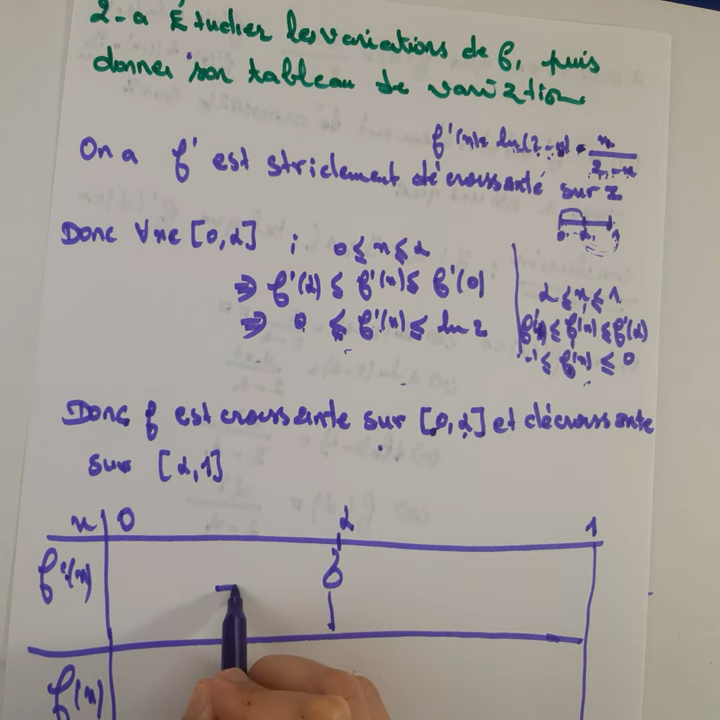 2-a Étudier les variations de f, puis
donner son tableau de variation
f'(x) = ln(2-x) - x/(2-x)
On a f' est strictement décroissante sur I
0 α 1
Donc ∀x∈[0,α] ; 0 ≤ x ≤ α
⇒ f'(α) ≤ f'(x) ≤ f'(0)
⇒ 0 ≤ f'(x) ≤ ln 2
α ≤ x ≤ 1
f'(1) ≤ f'(x) ≤ f'(α)
-1 ≤ f'(x) ≤ 0
Donc f est croissante sur [0,α] et décroissante
sur [α,1]
x 0 α 1
f'(x) 0
f(x)